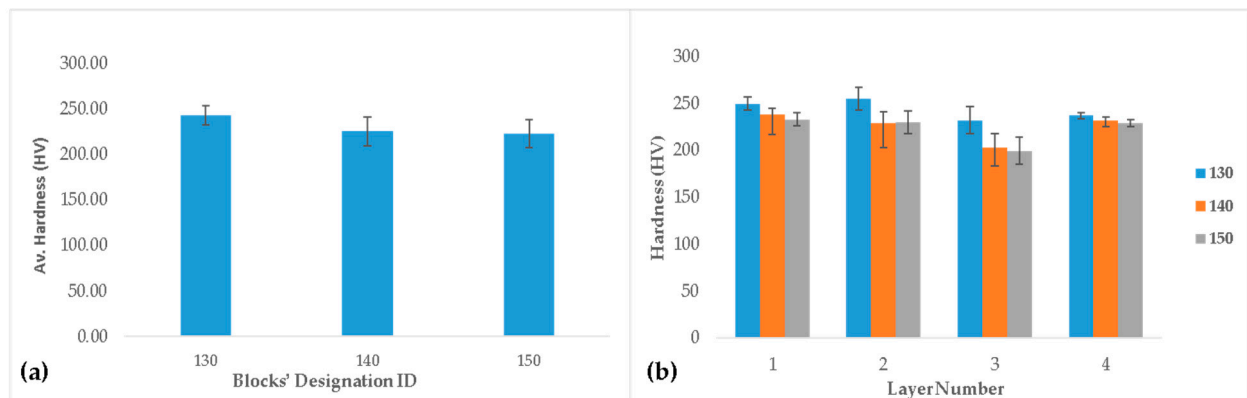 300.00
250.00
200.00
150.00
100.00
50.00
0.00
Av. Hardness (HV)
130 140 150
Blocks' Designation ID
(a)
300
250
200
150
100
50
0
Hardness (HV)
1 2 3 4
Layer Number
(b)
130
140
150